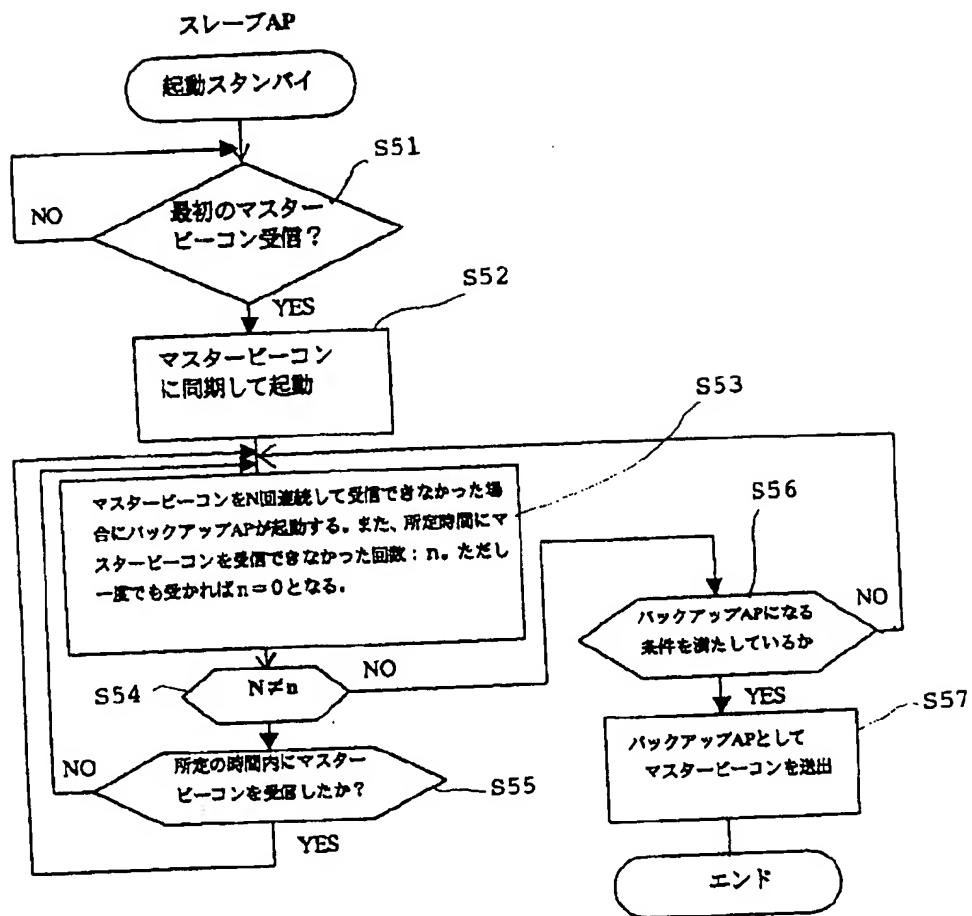 スレーブAP
起動スタンバイ
S51
最初のマスター
ビーコン受信？
NO
YES
S52
マスタービーコン
に同期して起動
S53
マスタービーコンをN回連続して受信できなかった場
合にバックアップAPが起動する。また、所定時間にマ
スタービーコンを受信できなかった回数：n。ただし
一度でも受かればn＝0となる。
S54
N≠n
NO
所定の時間内にマスター
ビーコンを受信したか？
NO
S55
YES
S56
バックアップAPになる
条件を満たしているか
NO
YES
S57
バックアップAPとして
マスタービーコンを送出
エンド